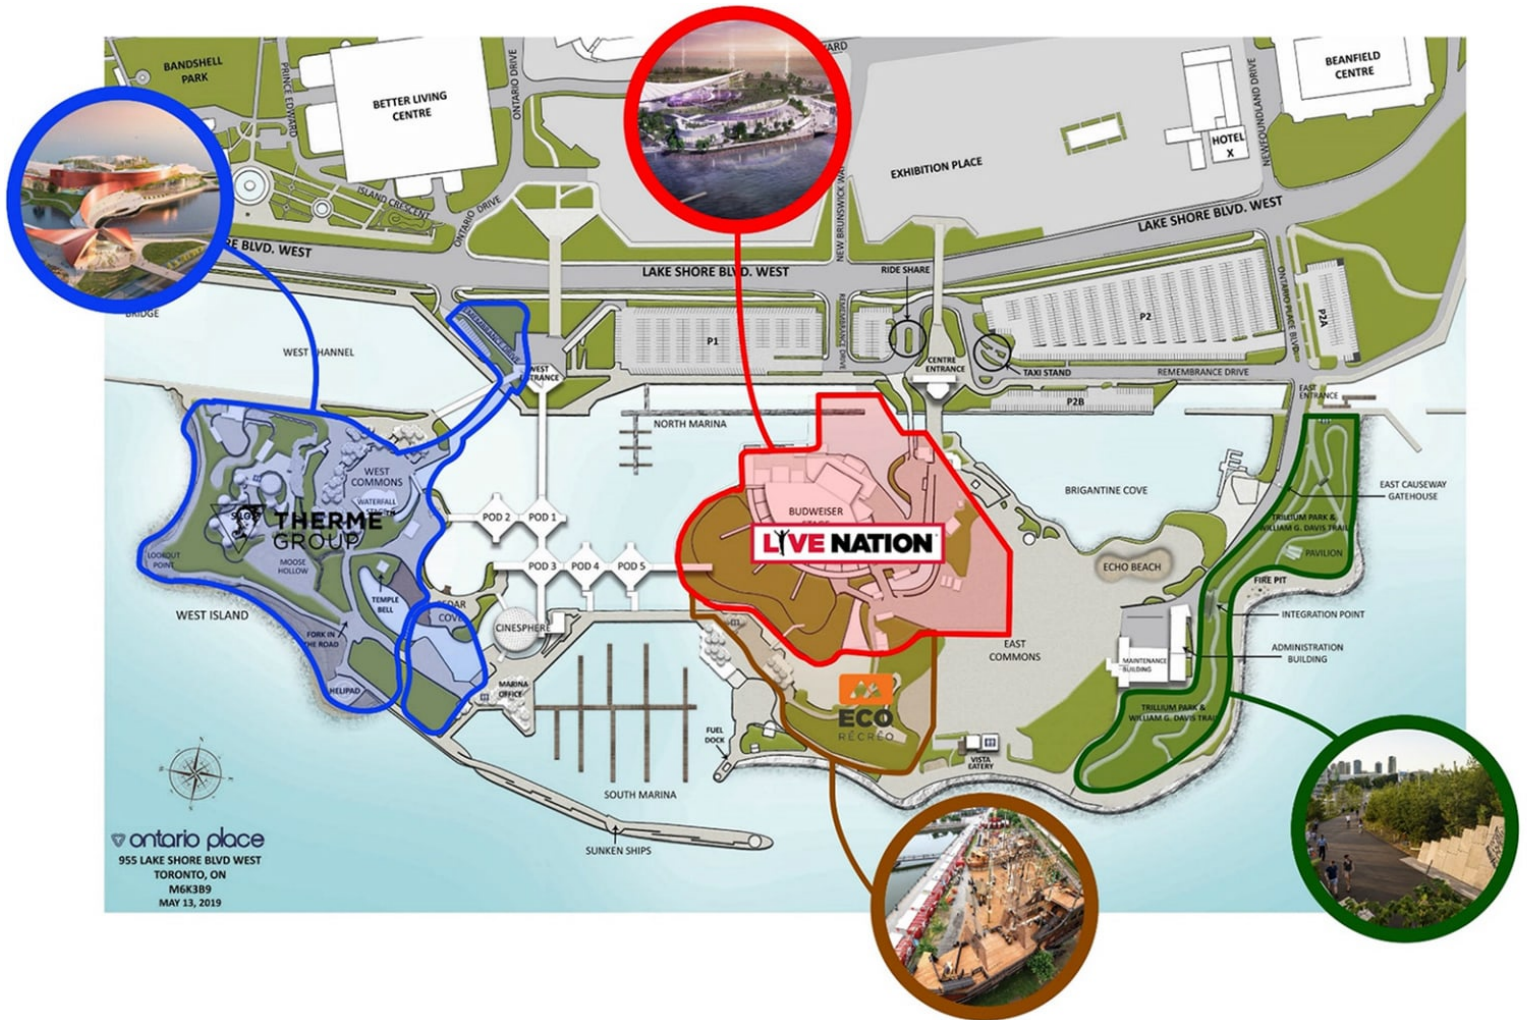 BANDSHELL
PARK
PRINCE EDWARD
BETTER LIVING
CENTRE
ONTARIO DRIVE
ISLAND CRESCENT
ONTARIO DRIVE
NEW BRUNSWICK WAY
EXHIBITION PLACE
HOTEL
X
NEWFOUNDLAND DRIVE
BEANFIELD
CENTRE
RE BLVD. WEST
LAKE SHORE BLVD. WEST
LAKE SHORE BLVD. WEST
RIDE SHARE
BRIDGE
WEST CHANNEL
WEST
ENTRANCE
P1
REMEMBRANCE DRIVE
CENTRE
ENTRANCE
TAXI STAND
P2
REMEMBRANCE DRIVE
P2B
ONTARIO PLACE BLVD.
P2A
EAST
ENTRANCE
NORTH MARINA
WEST
COMMONS
WATERFALL
THERME
GROUP
LOOKOUT
POINT
MOOSE
HOLLOW
TEMPLE
BELL
WEST ISLAND
FORK IN
THE ROAD
HELIPAD
CEDAR
COVE
POD 2
POD 1
POD 3
POD 4
POD 5
CINESPHERE
MARINA
OFFICE
BUDWEISER
LIVE NATION
BRIGANTINE COVE
EAST CAUSEWAY
GATEHOUSE
TRILLIUM PARK &
WILLIAM G. DAVIS TRAIL
PAVILION
FIRE PIT
ECHO BEACH
INTEGRATION POINT
ADMINISTRATION
BUILDING
MAINTENANCE
BUILDING
EAST
COMMONS
TRILLIUM PARK &
WILLIAM G. DAVIS TRAIL
ECO
RÉCRÉO
FUEL
DOCK
VISTA
EATERY
SOUTH MARINA
SUNKEN SHIPS
ontario place
955 LAKE SHORE BLVD WEST
TORONTO, ON
M6K3B9
MAY 13, 2019